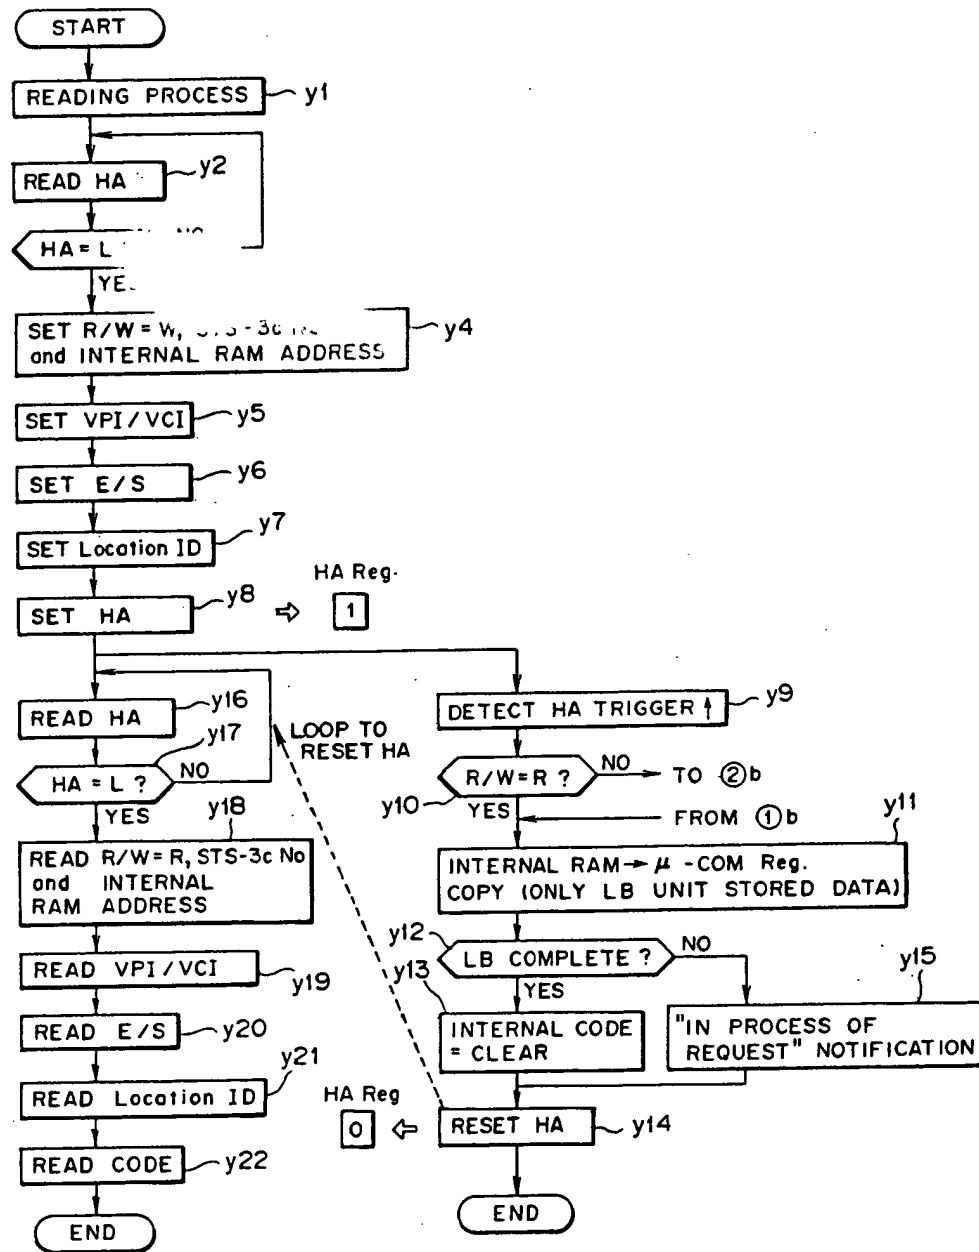 START
READING PROCESS
y1
READ HA
y2
HA = L
SET R/W = W,
and INTERNAL RAM ADDRESS
y4
SET VPI/VCI
y5
SET E/S
y6
SET Location ID
y7
SET HA
y8
⇨
HA Reg.
1
READ HA
y16
HA = L ?
y17
NO
YES
LOOP TO
RESET HA
y18
READ R/W=R, STS-3c No
and INTERNAL
RAM ADDRESS
READ VPI/VCI
y19
READ E/S
y20
READ Location ID
y21
READ CODE
y22
END
DETECT HA TRIGGER ↑
y9
R/W=R ?
y10
NO
TO ②b
YES
FROM ①b
y11
INTERNAL RAM → μ -COM Reg.
COPY (ONLY LB UNIT STORED DATA)
y12
LB COMPLETE ?
NO
y13
YES
y15
INTERNAL CODE
= CLEAR
"IN PROCESS OF
REQUEST" NOTIFICATION
HA Reg
0
⇦
RESET HA
y14
END